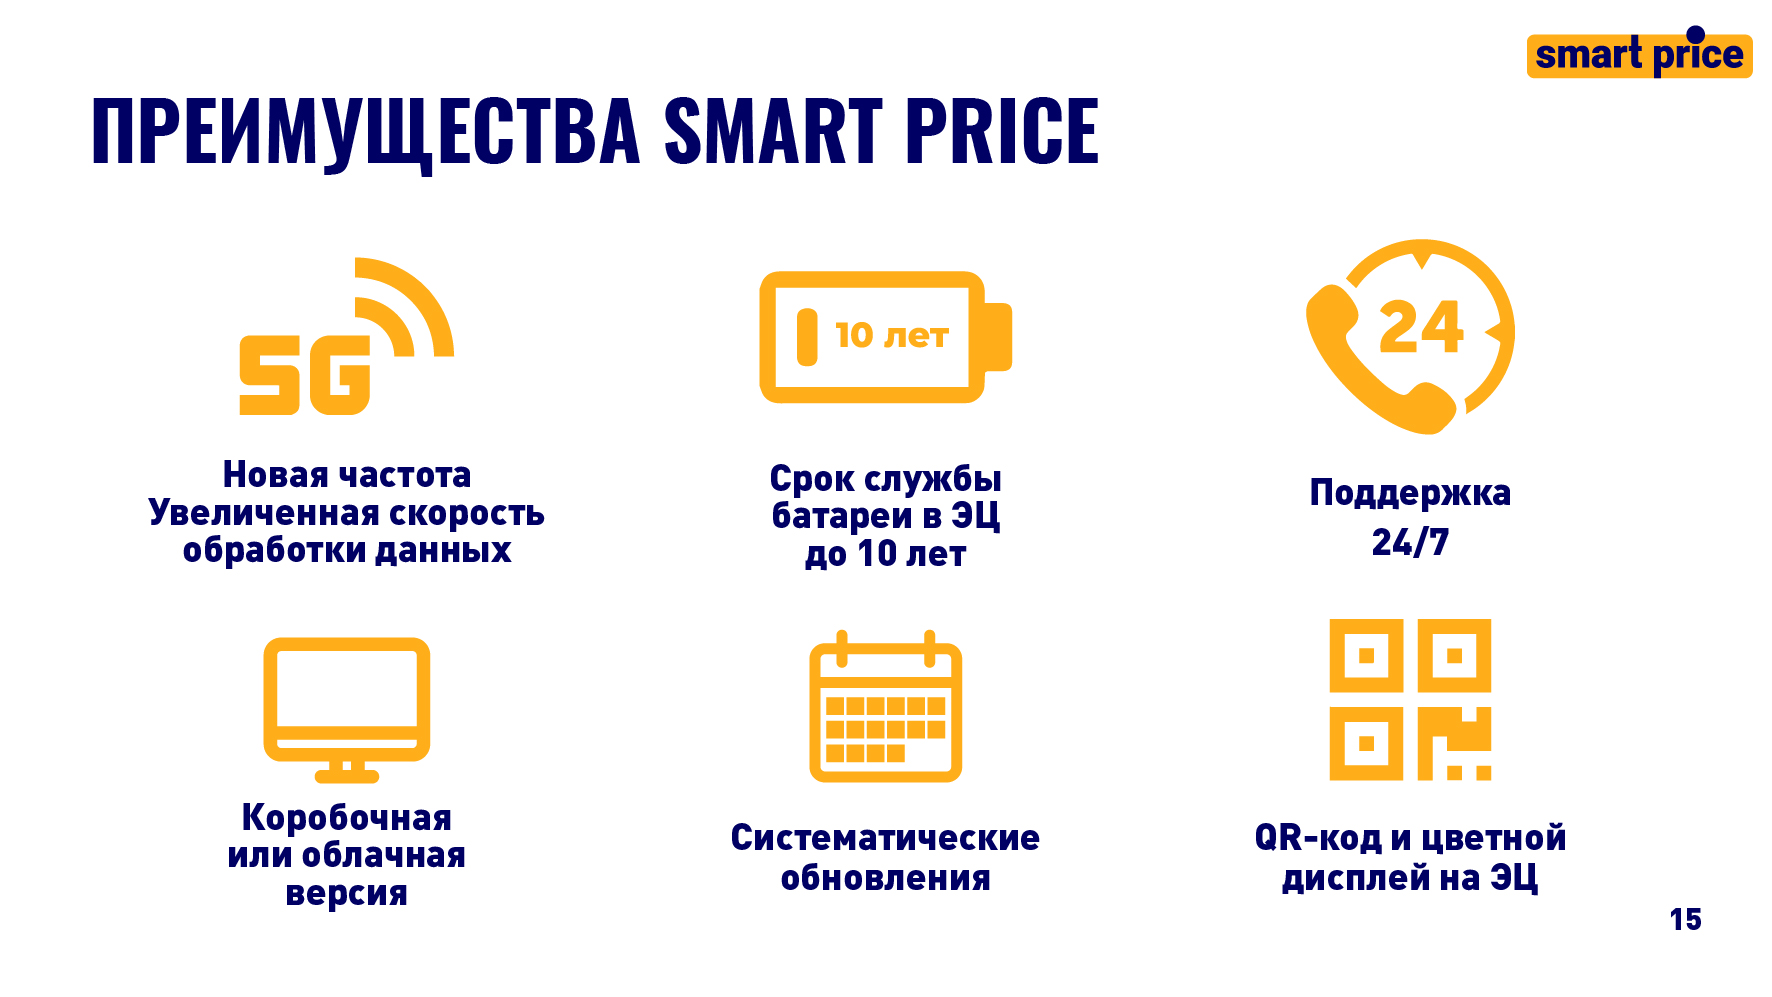 smart price
ПРЕИМУЩЕСТВА SMART PRICE
5G
Новая частота
Увеличенная скорость
обработки данных
10 лет
Срок службы
батареи в ЭЦ
до 10 лет
24
Поддержка
24/7
Коробочная
или облачная
версия
Систематические
обновления
QR-код и цветной
дисплей на ЭЦ
15